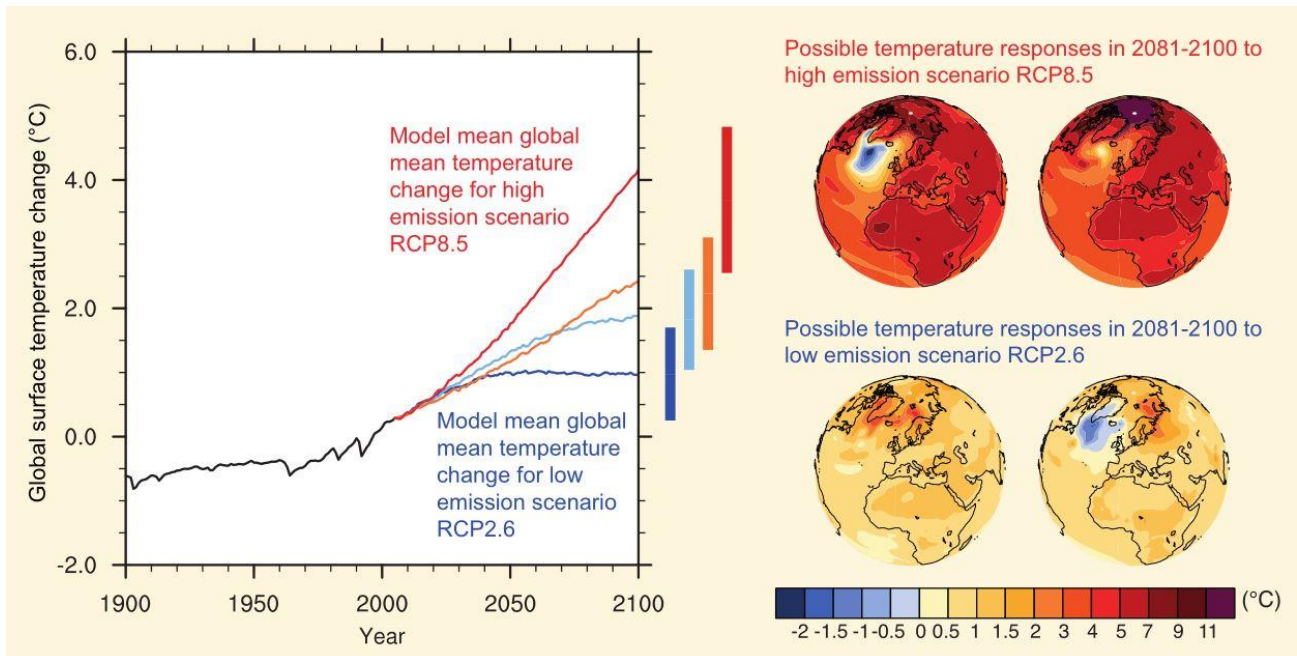 6.0
4.0
2.0
0.0
-2.0
Global surface temperature change (°C)
1900
1950
2000
2050
2100
Year
Model mean global
mean temperature
change for high
emission scenario
RCP8.5
Model mean global
mean temperature
change for low
emission scenario
RCP2.6
Possible temperature responses in 2081-2100 to
high emission scenario RCP8.5
Possible temperature responses in 2081-2100 to
low emission scenario RCP2.6
-2 -1.5 -1 -0.5 0 0.5 1 1.5 2 3 4 5 7 9 11 (°C)